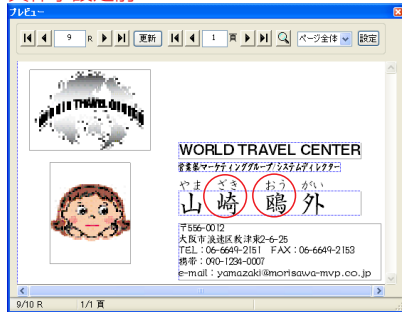 プレビュー
9 R 更新 1 頁 ページ全体 設定
WORLD TRAVEL CENTER
WORLD TRAVEL CENTER
営業部マーケティンググループ/システムディレクター
やま ざき おう がい
山 崎 鴎 外
〒556-0012
大阪市浪速区敷津東2-6-25
TEL：06-6649-2151 FAX：06-6649-2153
携帯：090-1234-0007
e-mail：yamazaki@morisawa-mvp.co.jp
9/10 R 1/1 頁